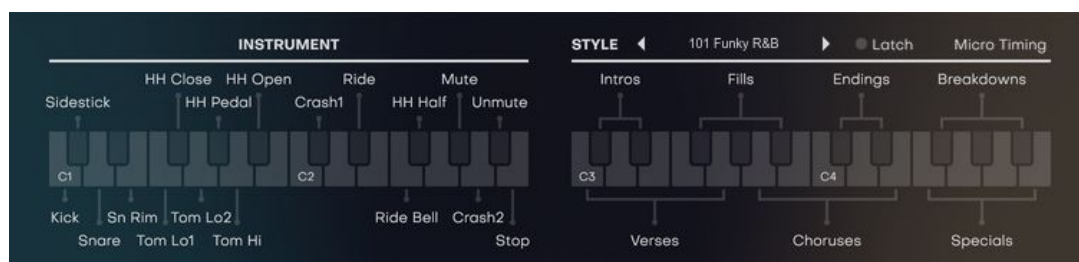 INSTRUMENT
STYLE 101 Funky R&B Latch Micro Timing
HH Close HH Open Ride Mute
Intros Fills Endings Breakdowns
Sidestick HH Pedal Crash1 HH Half Unmute
C1 C2 C3 C4
Kick Sn Rim Tom Lo2 Ride Bell Crash2
Snare Tom Lo1 Tom Hi Stop
Verses Choruses Specials